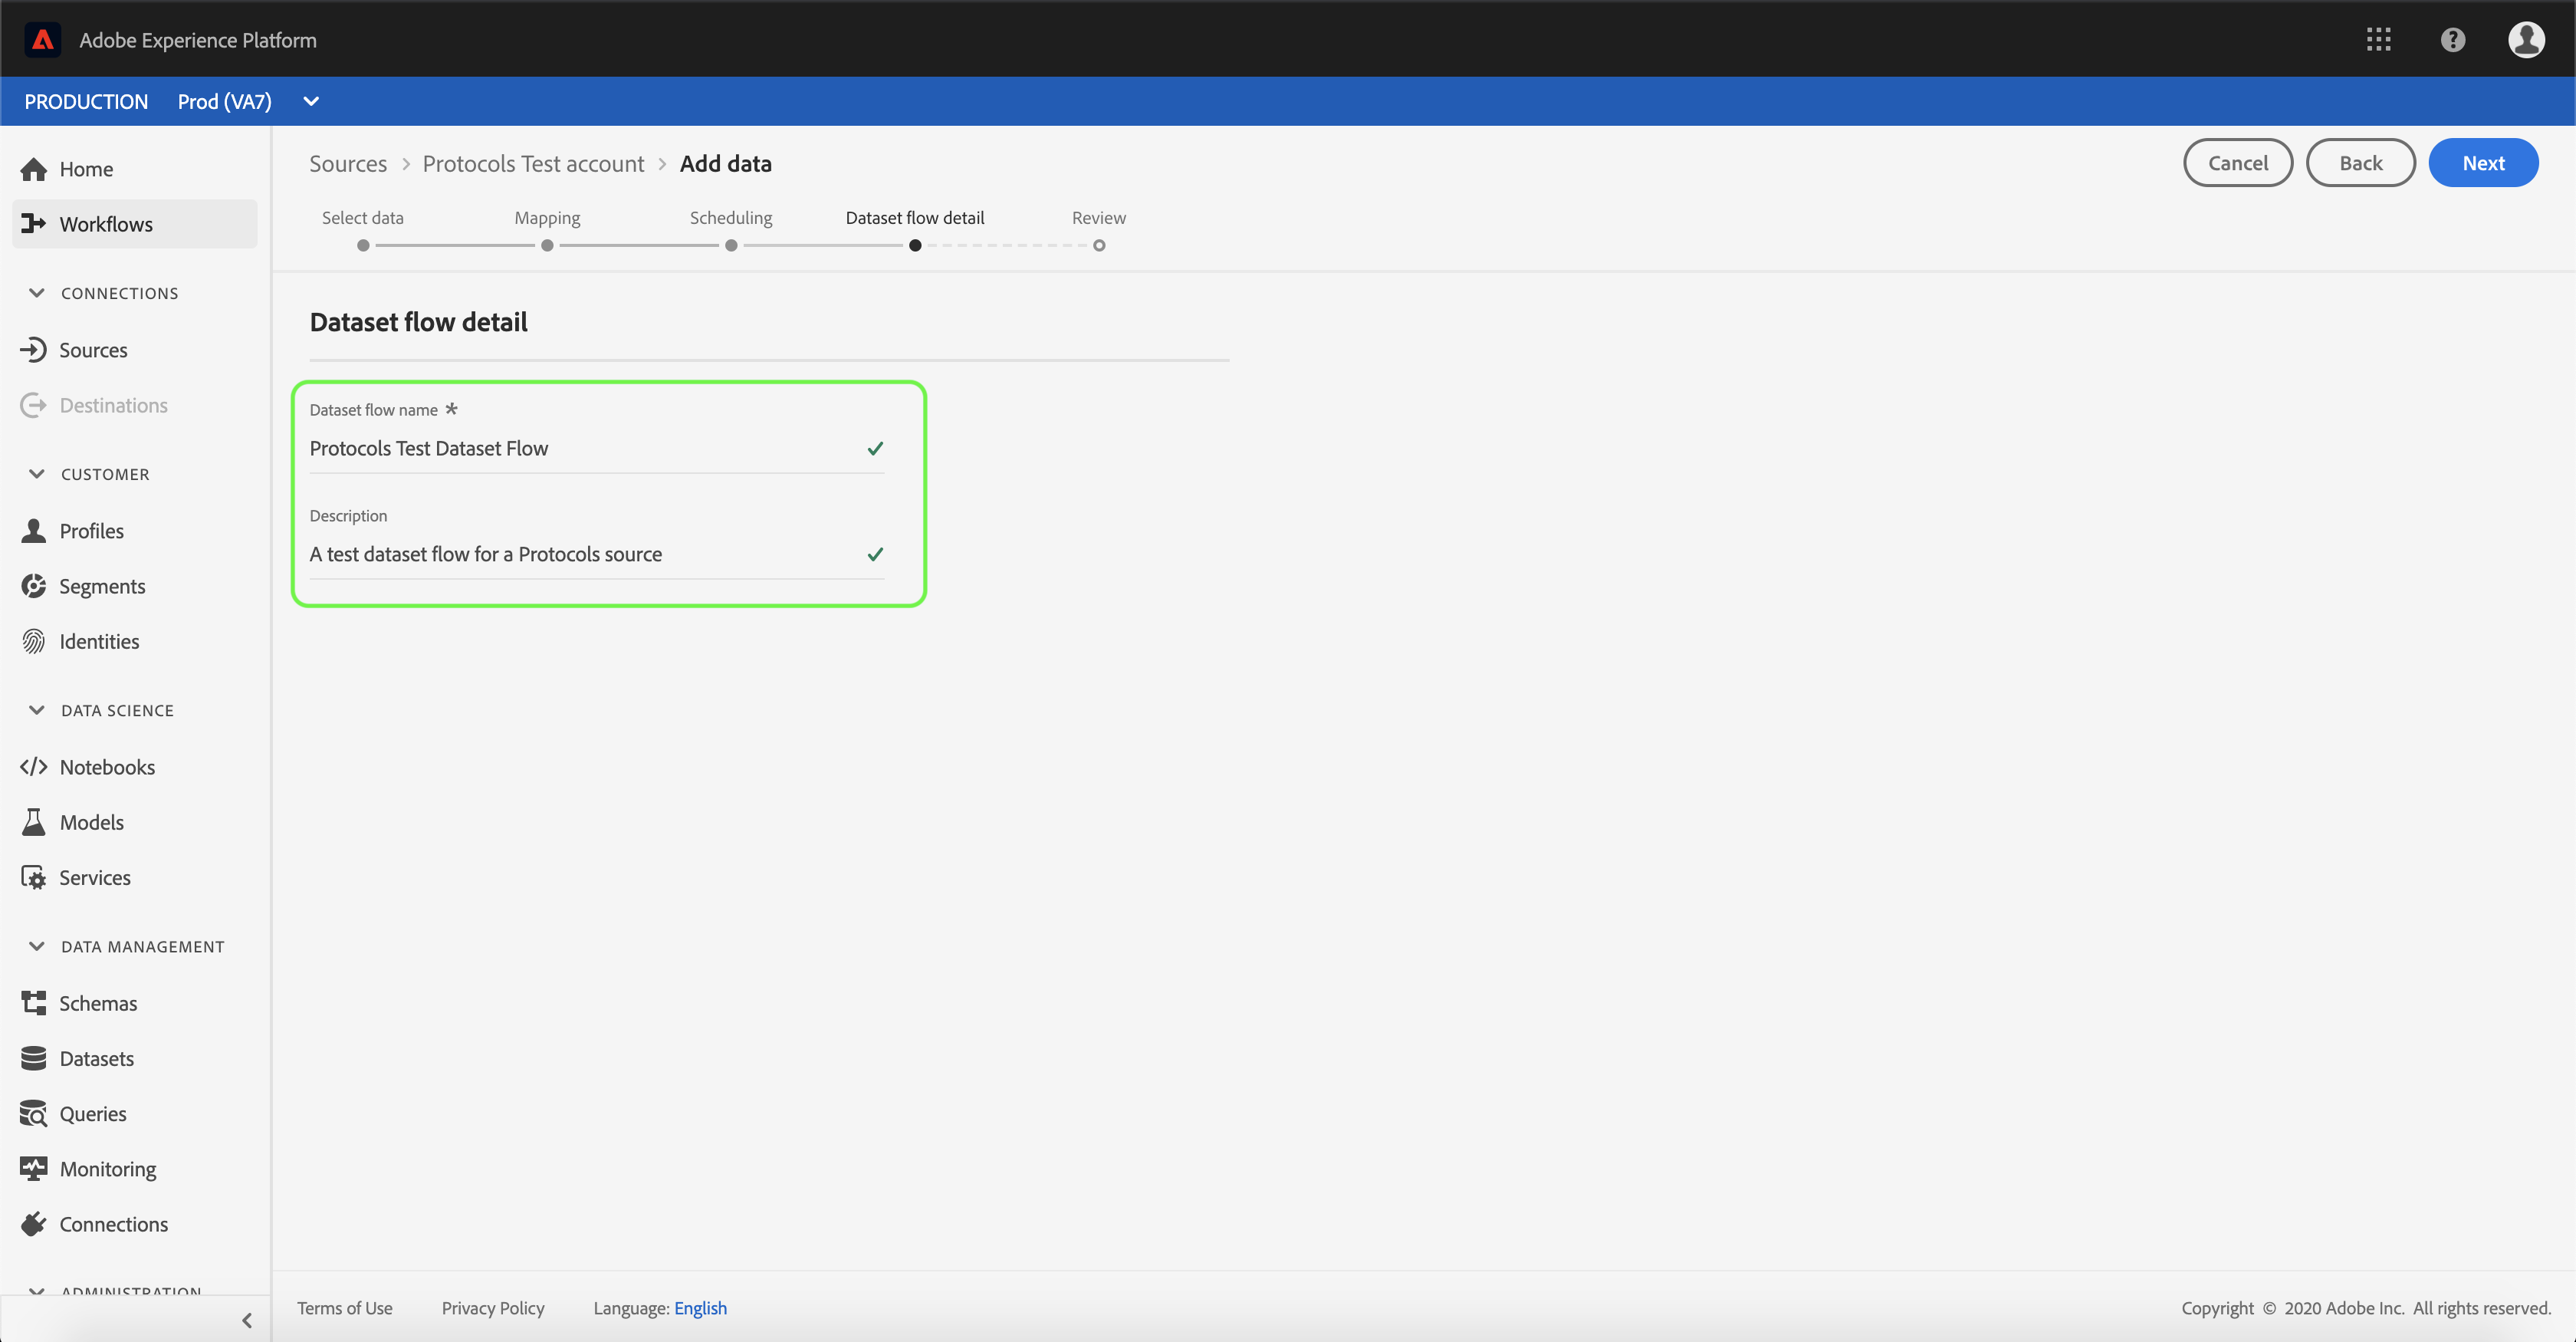 Adobe Experience Platform
PRODUCTION Prod (VA7)
Home
Workflows
CONNECTIONS
Sources
Destinations
CUSTOMER
Profiles
Segments
Identities
DATA SCIENCE
Notebooks
Models
Services
DATA MANAGEMENT
Schemas
Datasets
Queries
Monitoring
Connections
ADMINISTRATION
Sources > Protocols Test account > Add data
Cancel Back Next
Select data Mapping Scheduling Dataset flow detail Review
Dataset flow detail
Dataset flow name *
Protocols Test Dataset Flow
Description
A test dataset flow for a Protocols source
Terms of Use Privacy Policy Language: English
Copyright © 2020 Adobe Inc. All rights reserved.